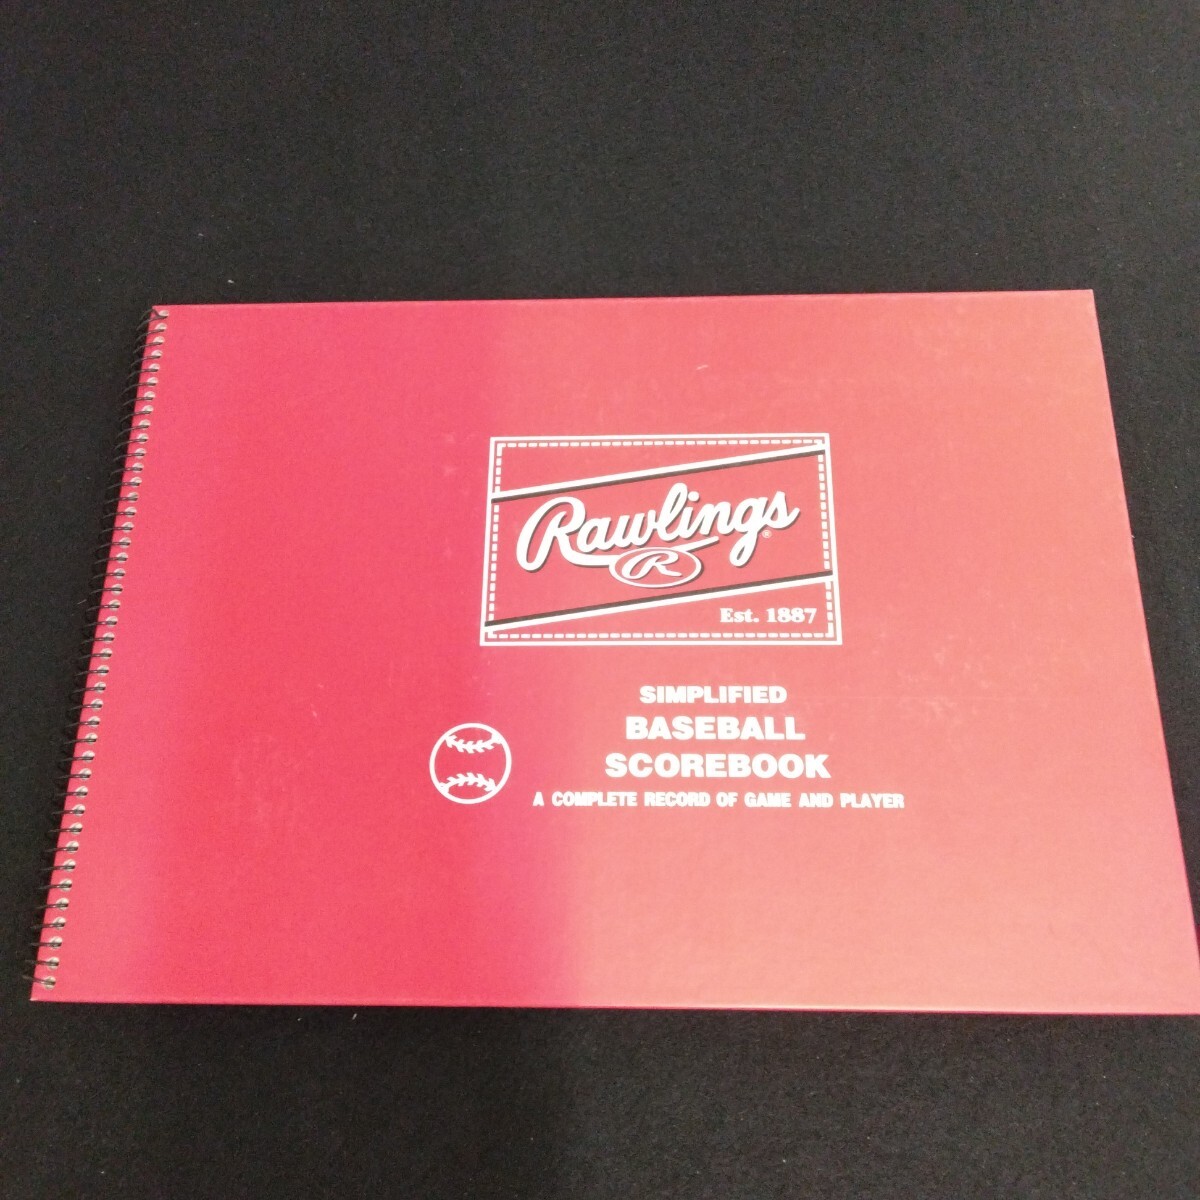 Rawlings®
R
Est. 1887
SIMPLIFIED
BASEBALL
SCOREBOOK
A COMPLETE RECORD OF GAME AND PLAYER